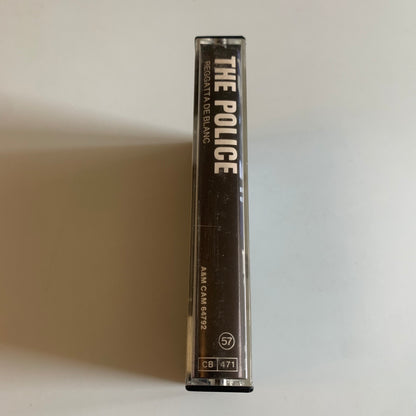 THE POLICE
REGGATTA DE BLANC
A&M CAM 64792
57
CB 471